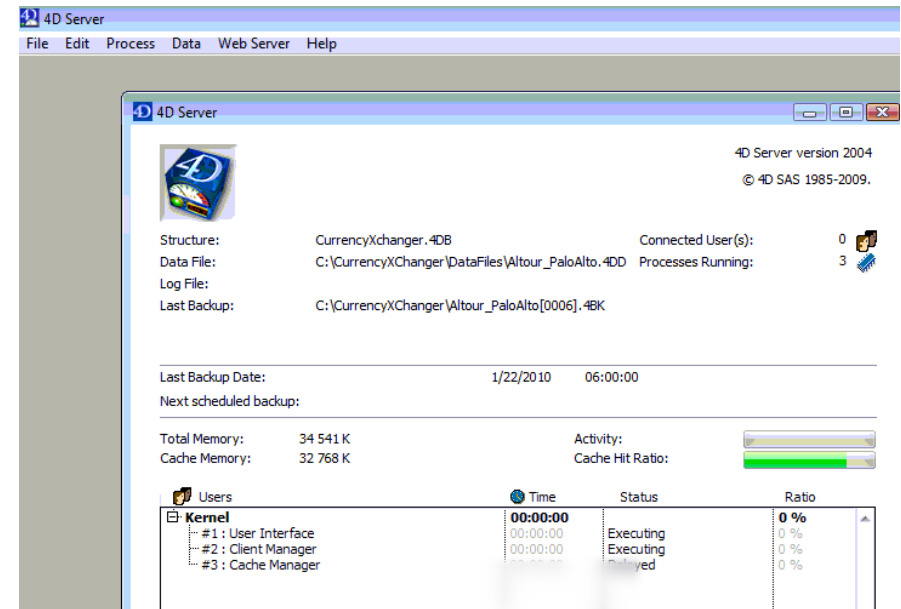 4D Server
File Edit Process Data Web Server Help
4D Server
4D Server version 2004
© 4D SAS 1985-2009.
Structure: CurrencyXchanger.4DB Connected User(s): 0
Data File: C:\CurrencyXChanger\DataFiles\Altour_PaloAlto.4DD Processes Running: 3
Log File:
Last Backup: C:\CurrencyXChanger\Altour_PaloAlto[0006].4BK
Last Backup Date: 1/22/2010 06:00:00
Next scheduled backup:
Total Memory: 34 541 K Activity:
Cache Memory: 32 768 K Cache Hit Ratio:
Users Time Status Ratio
Kernel 00:00:00 0 %
#1 : User Interface 00:00:00 Executing 0 %
#2 : Client Manager 00:00:00 Executing 0 %
#3 : Cache Manager 0 %